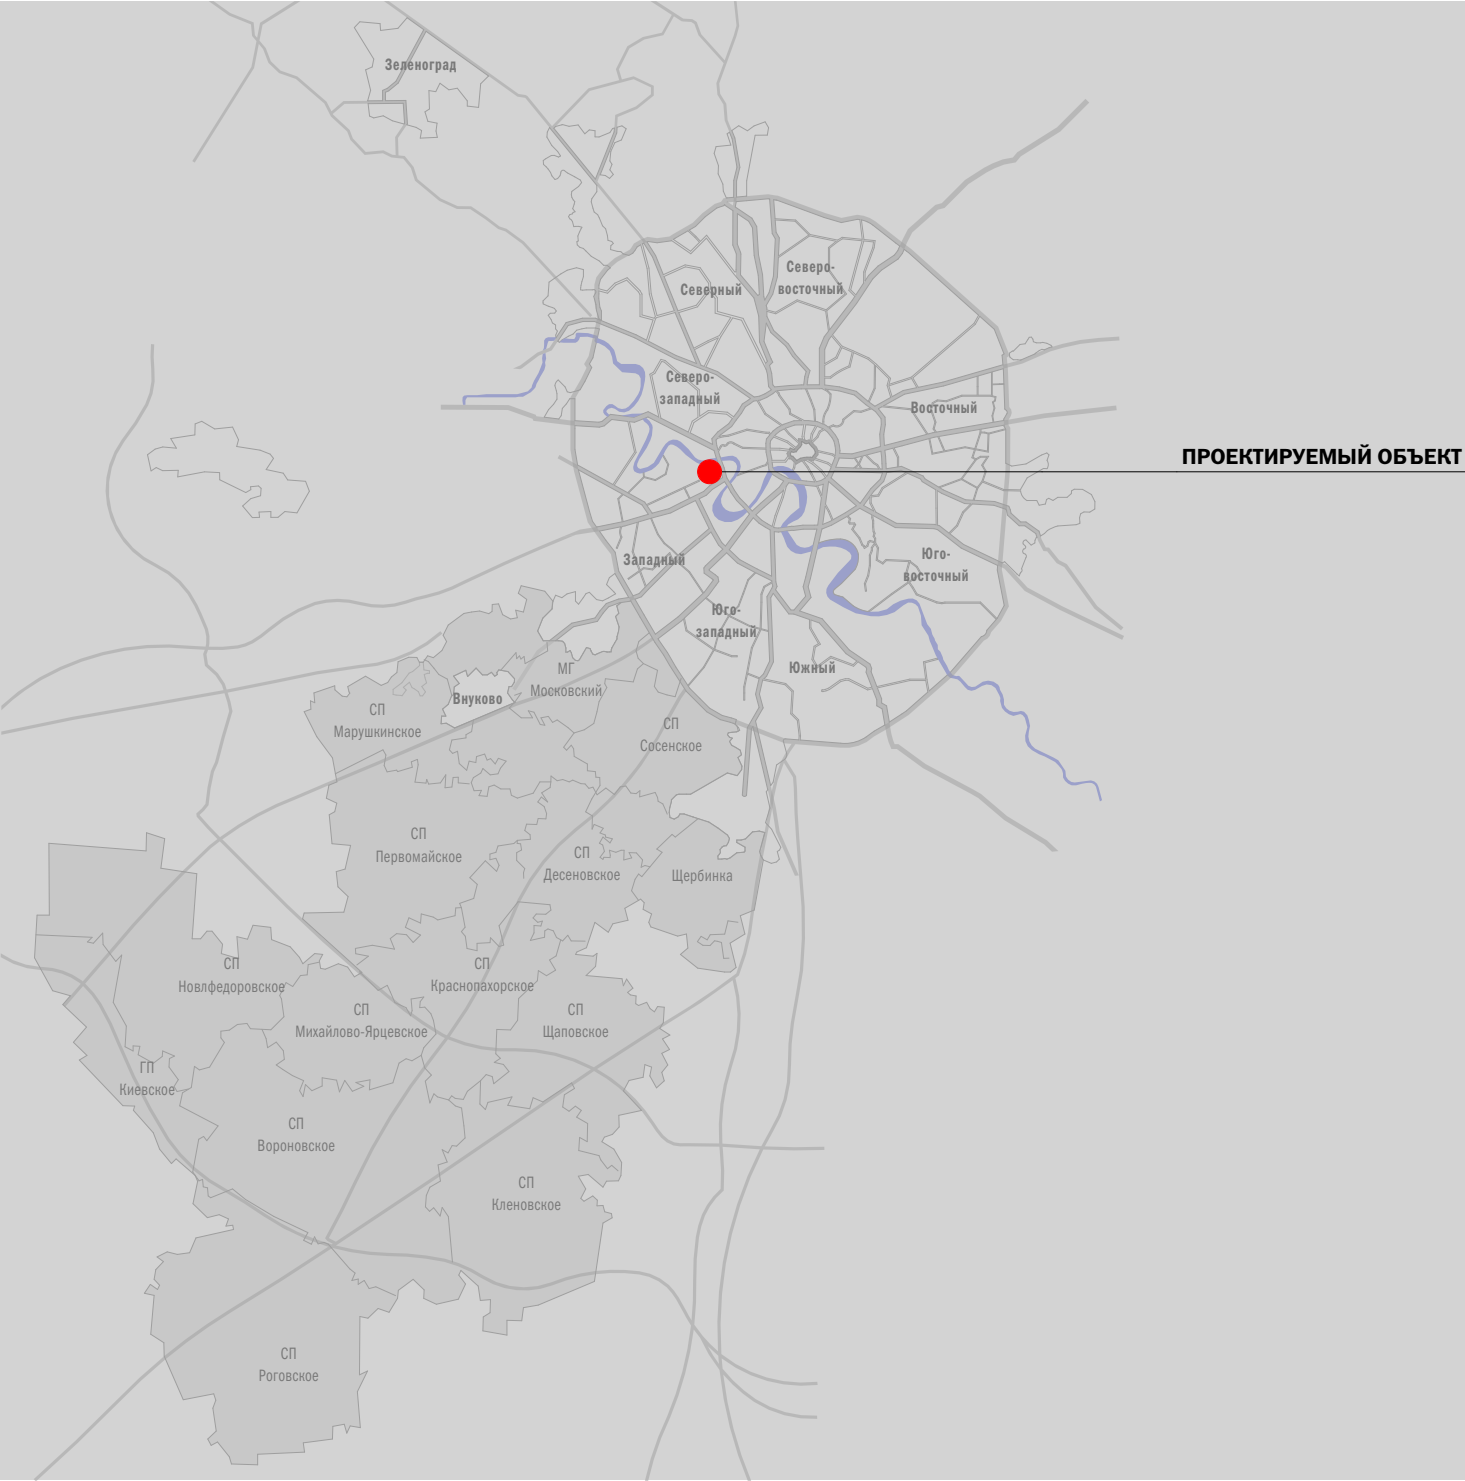 Зеленоград
Северо-
восточный
Северный
Северо-
западный
Восточный
ПРОЕКТИРУЕМЫЙ ОБЪЕКТ
Западный
Юго-
восточный
Юго-
западный
Южный
МГ
Московский
Внуково
СП
Марушкинское
СП
Сосенское
СП
Первомайское
СП
Десеновское
Щербинка
СП
Новлфедоровское
СП
Краснопахорское
СП
Михайлово-Ярцевское
СП
Щаповское
ГП
Киевское
СП
Вороновское
СП
Кленовское
СП
Роговское